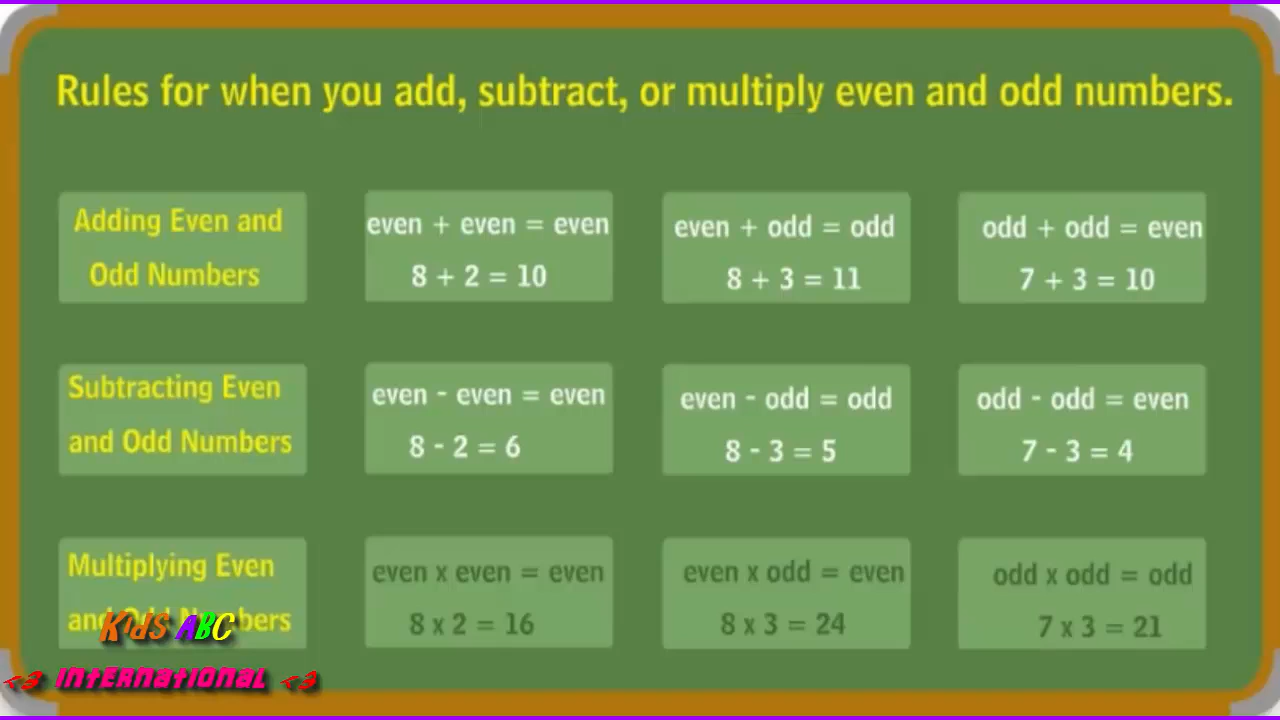 Rules for when you add, subtract, or multiply even and odd numbers.
Adding Even and
Odd Numbers
even + even = even
8 + 2 = 10
even + odd = odd
8 + 3 = 11
odd + odd = even
7 + 3 = 10
Subtracting Even
and Odd Numbers
even - even = even
8 - 2 = 6
even - odd = odd
8 - 3 = 5
odd - odd = even
7 - 3 = 4
Multiplying Even
and Odd Numbers
even x even = even
8 x 2 = 16
even x odd = even
8 x 3 = 24
odd x odd = odd
7 x 3 = 21
Kids ABC
<3 International <3